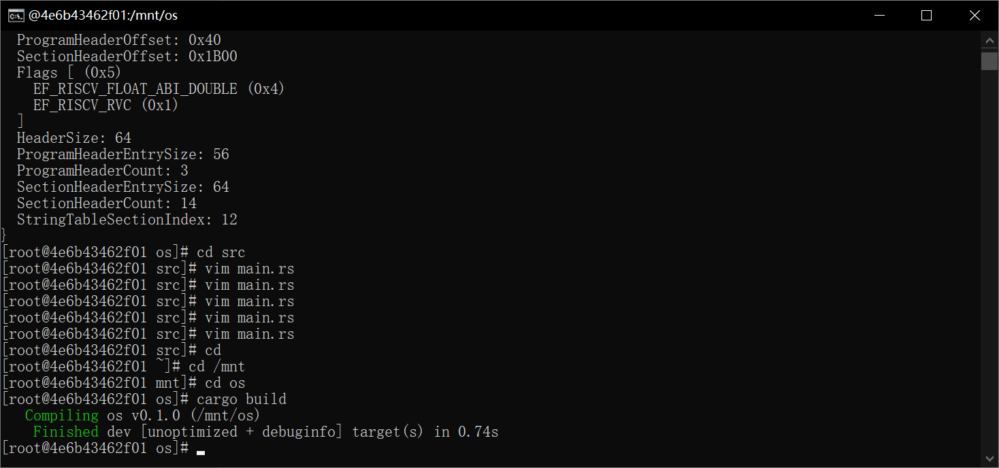 @4e6b43462f01:/mnt/os
ProgramHeaderOffset: 0x40
SectionHeaderOffset: 0x1B00
Flags [ (0x5)
EF_RISCV_FLOAT_ABI_DOUBLE (0x4)
EF_RISCV_RVC (0x1)
]
HeaderSize: 64
ProgramHeaderEntrySize: 56
ProgramHeaderCount: 3
SectionHeaderEntrySize: 64
SectionHeaderCount: 14
StringTableSectionIndex: 12
}
[root@4e6b43462f01 os]# cd src
[root@4e6b43462f01 src]# vim main.rs
[root@4e6b43462f01 src]# vim main.rs
[root@4e6b43462f01 src]# vim main.rs
[root@4e6b43462f01 src]# vim main.rs
[root@4e6b43462f01 src]# vim main.rs
[root@4e6b43462f01 src]# cd
[root@4e6b43462f01 ~]# cd /mnt
[root@4e6b43462f01 mnt]# cd os
[root@4e6b43462f01 os]# cargo build
Compiling os v0.1.0 (/mnt/os)
Finished dev [unoptimized + debuginfo] target(s) in 0.74s
[root@4e6b43462f01 os]#